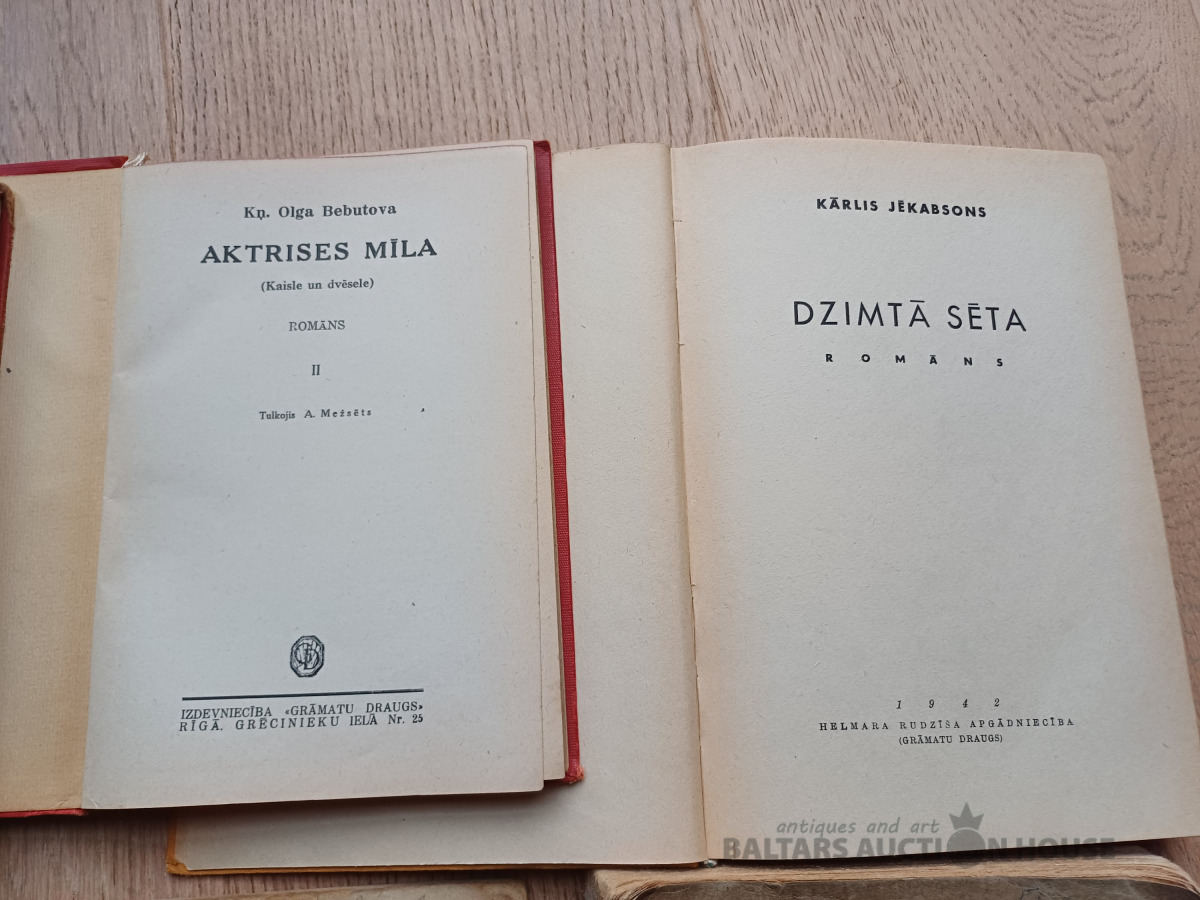 Kņ. Olga Bebutova
AKTRISES MĪLA
(Kaisle un dvēsele)
ROMĀNS
II
Tulkojis A. Mežsēts
IZDEVNIECĪBA «GRĀMATU DRAUGS»
RĪGĀ, GRĒCINIEKU IELĀ Nr. 25
KĀRLIS JĒKABSONS
DZIMTĀ SĒTA
ROMĀNS
1942
HELMARA RUDZĪŠA APGĀDNIECĪBA
(GRĀMATU DRAUGS)
antiques and art
BALTARS AUCTION HOUSE